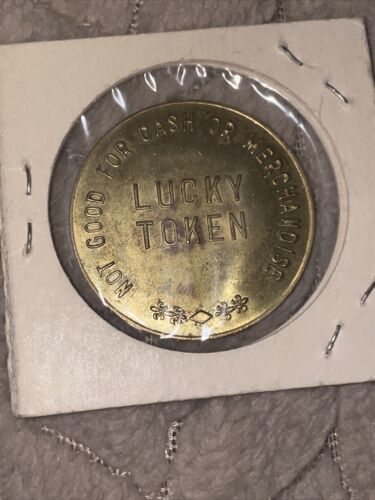 NOT GOOD FOR CASH OR MERCHANDISE
LUCKY
TOKEN